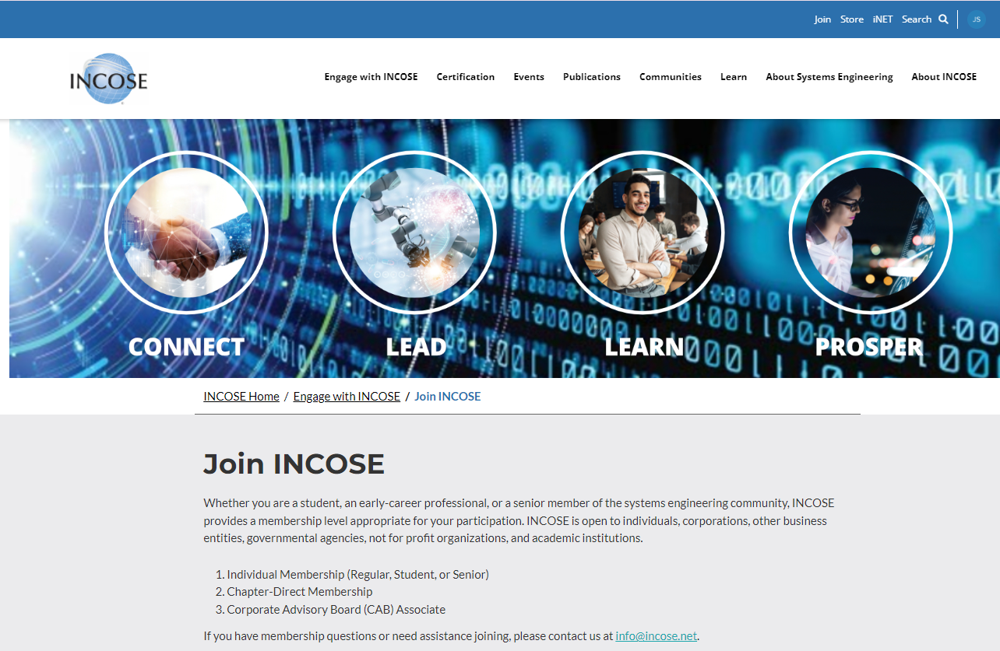 Join Store iNET Search JS
INCOSE
Engage with INCOSE Certification Events Publications Communities Learn About Systems Engineering About INCOSE
CONNECT LEAD LEARN PROSPER
INCOSE Home / Engage with INCOSE / Join INCOSE
Join INCOSE
Whether you are a student, an early-career professional, or a senior member of the systems engineering community, INCOSE
provides a membership level appropriate for your participation. INCOSE is open to individuals, corporations, other business
entities, governmental agencies, not for profit organizations, and academic institutions.
1. Individual Membership (Regular, Student, or Senior)
2. Chapter-Direct Membership
3. Corporate Advisory Board (CAB) Associate
If you have membership questions or need assistance joining, please contact us at info@incose.net.